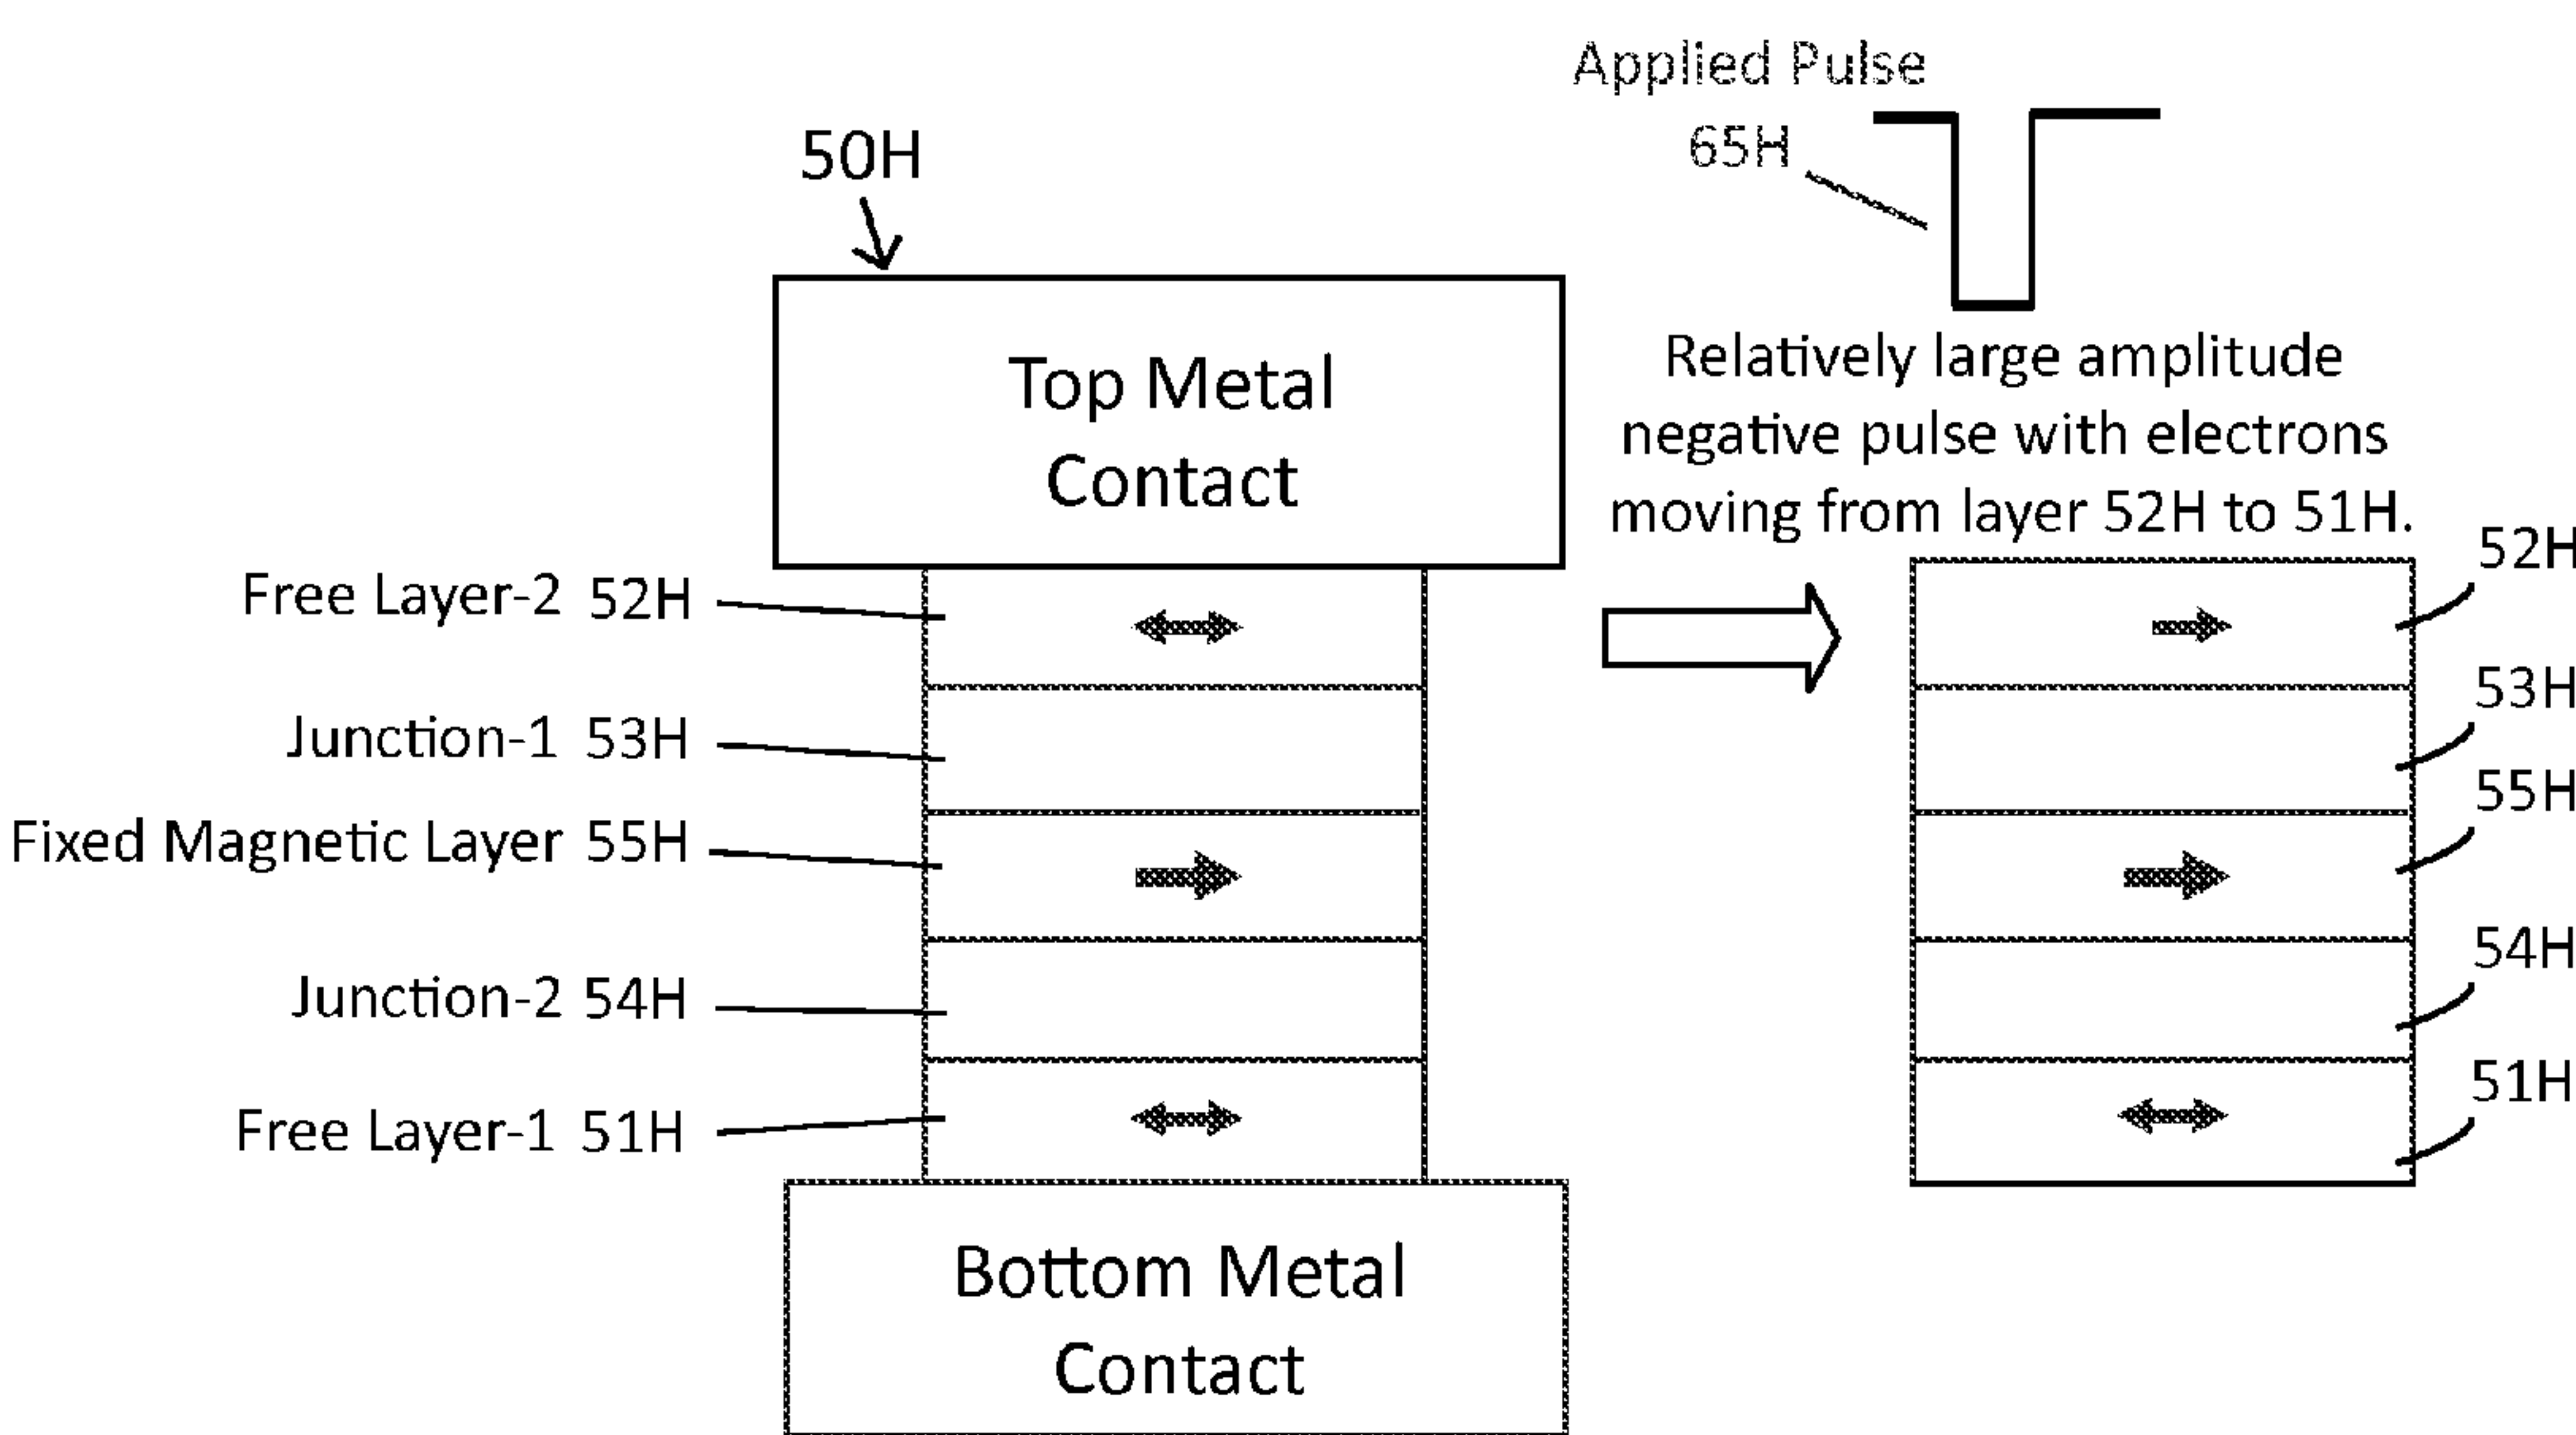 Applied Pulse
65H
50H
Top Metal
Contact
Relatively large amplitude
negative pulse with electrons
moving from layer 52H to 51H.
Free Layer-2 52H
52H
Junction-1 53H
53H
Fixed Magnetic Layer 55H
55H
Junction-2 54H
54H
Free Layer-1 51H
51H
Bottom Metal
Contact